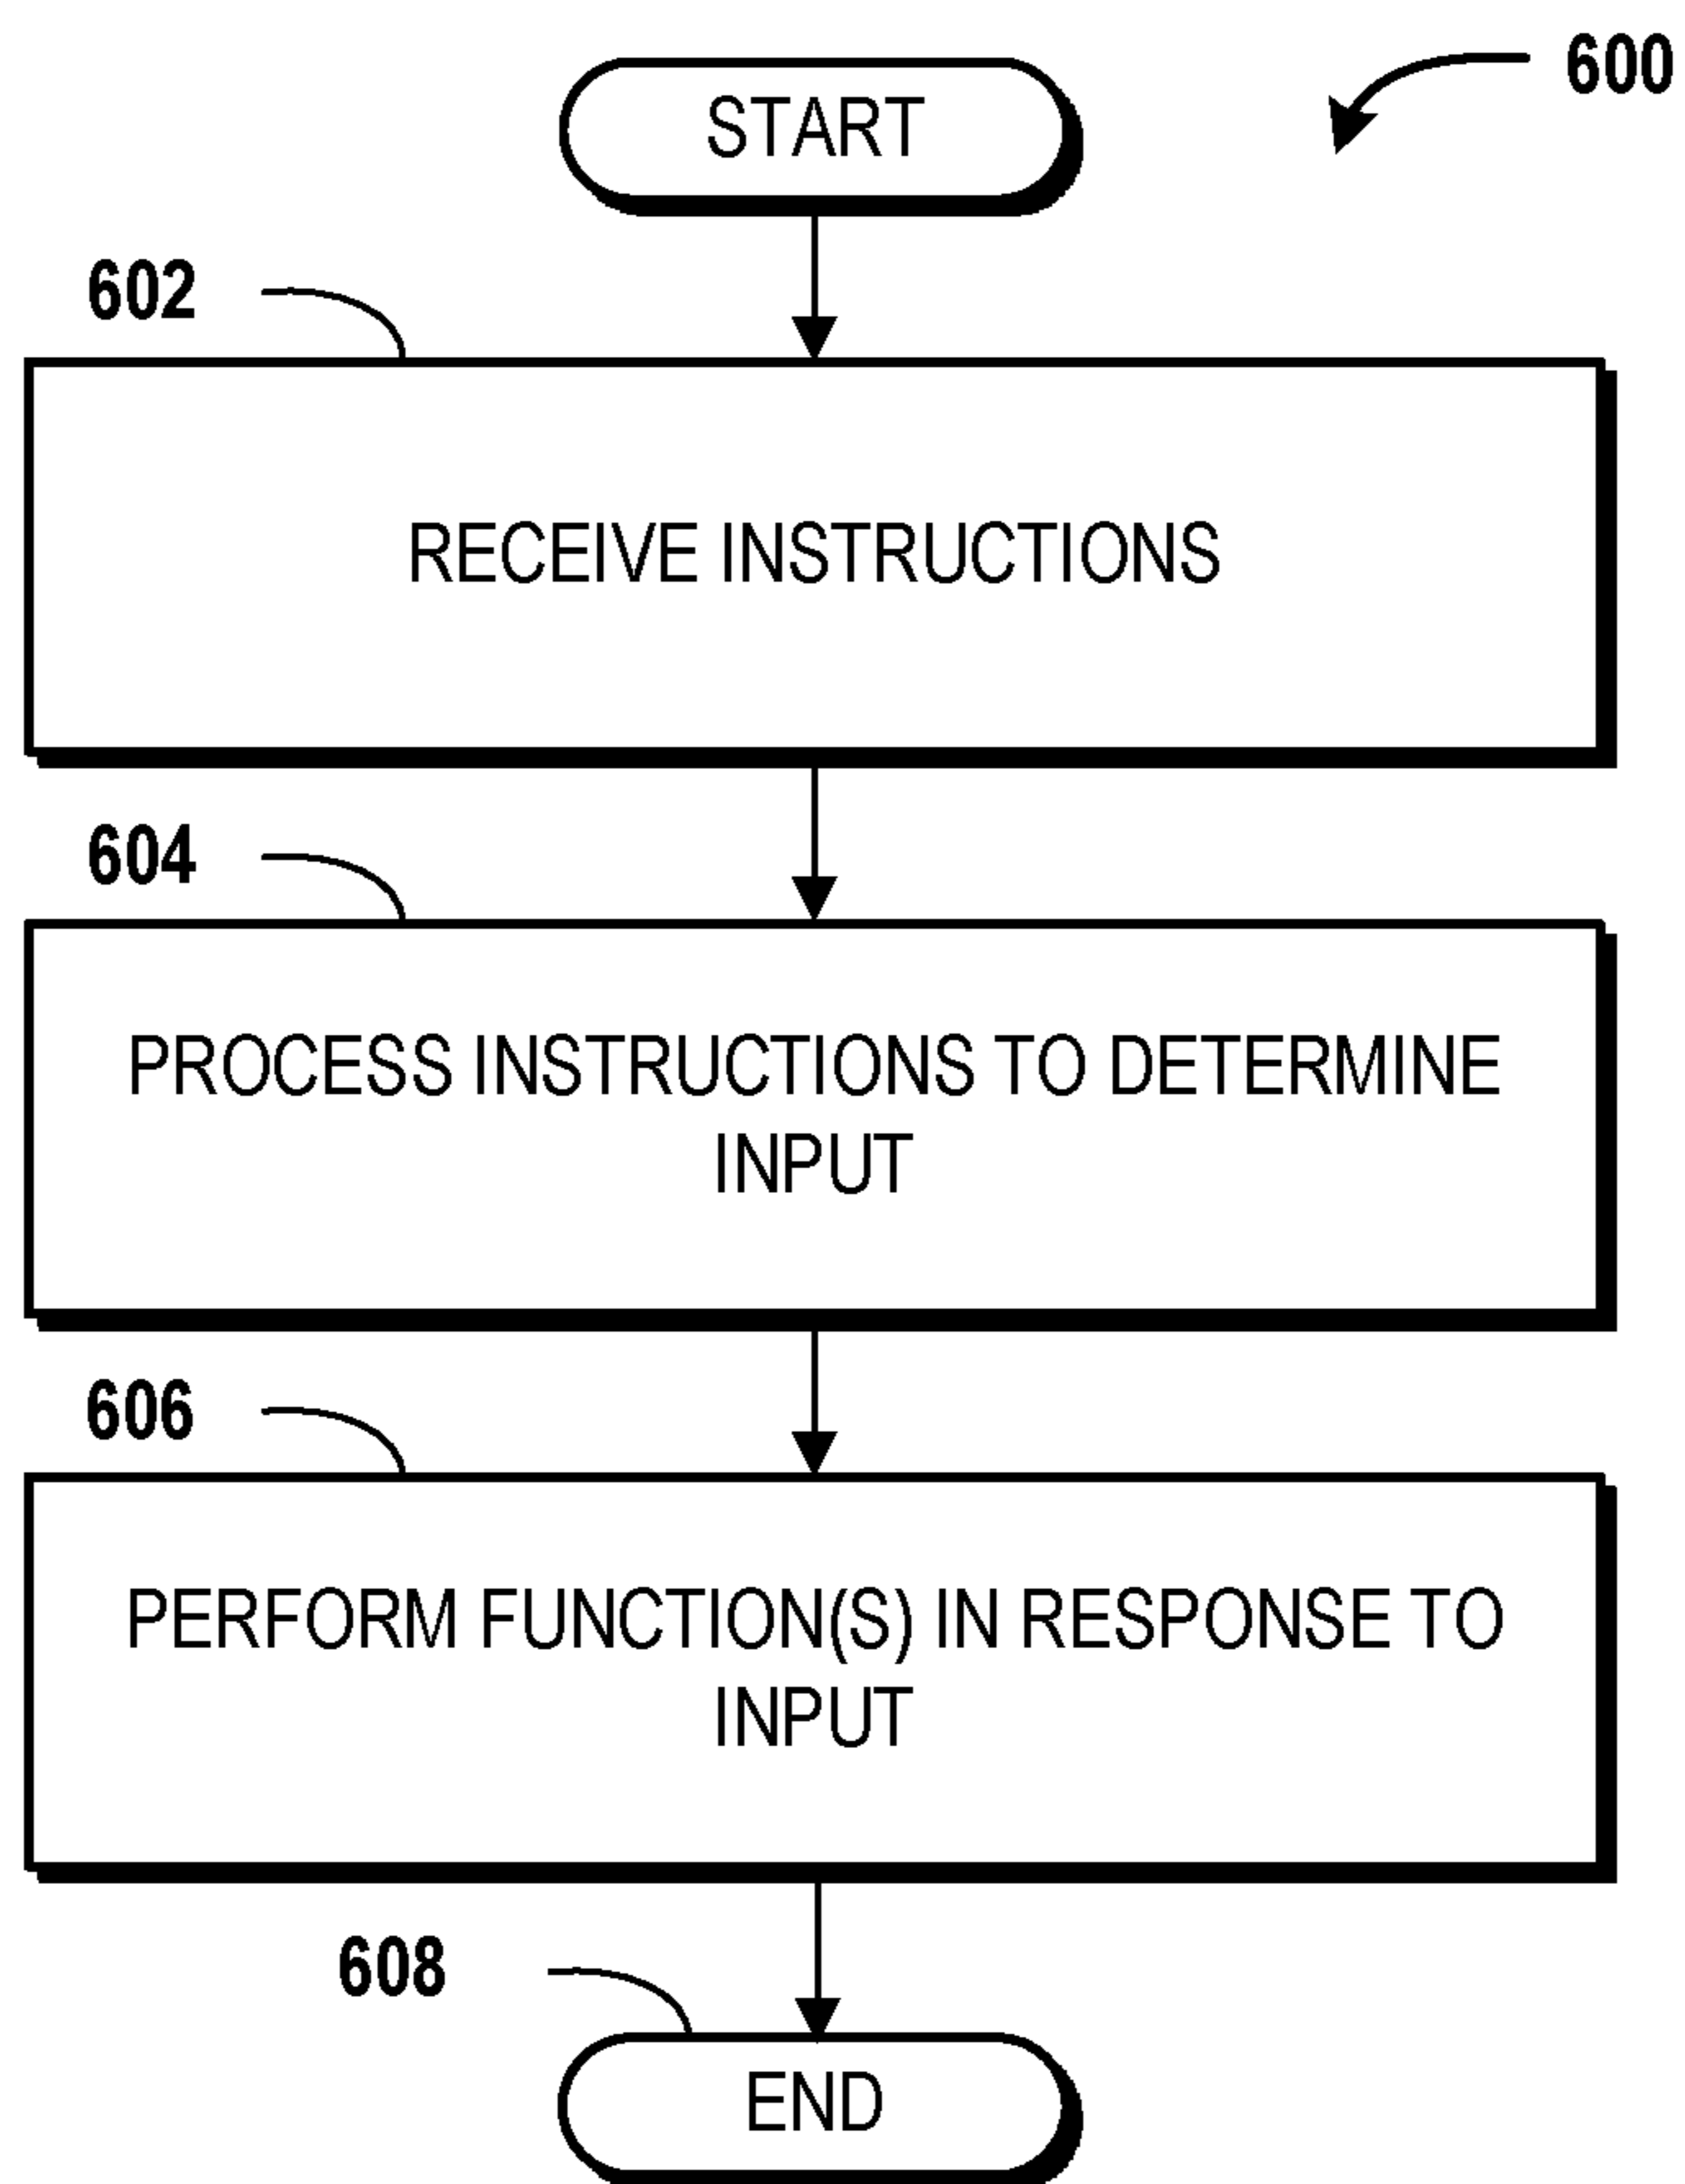 START
600
602
RECEIVE INSTRUCTIONS
604
PROCESS INSTRUCTIONS TO DETERMINE
INPUT
606
PERFORM FUNCTION(S) IN RESPONSE TO
INPUT
608
END